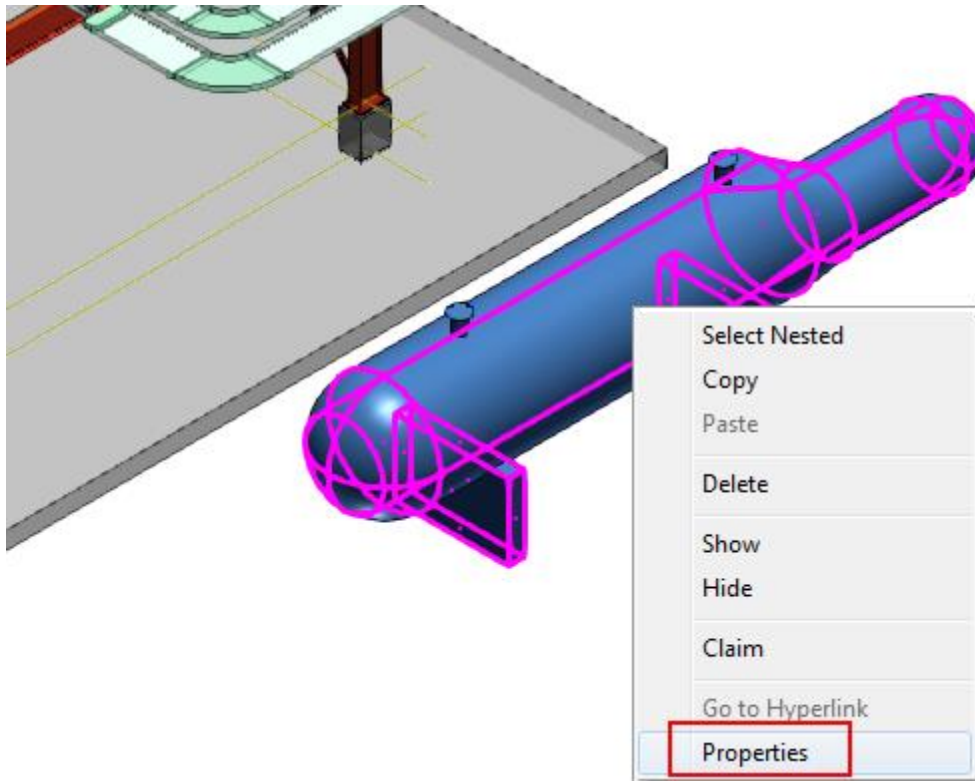 Select Nested
Copy
Paste
Delete
Show
Hide
Claim
Go to Hyperlink
Properties